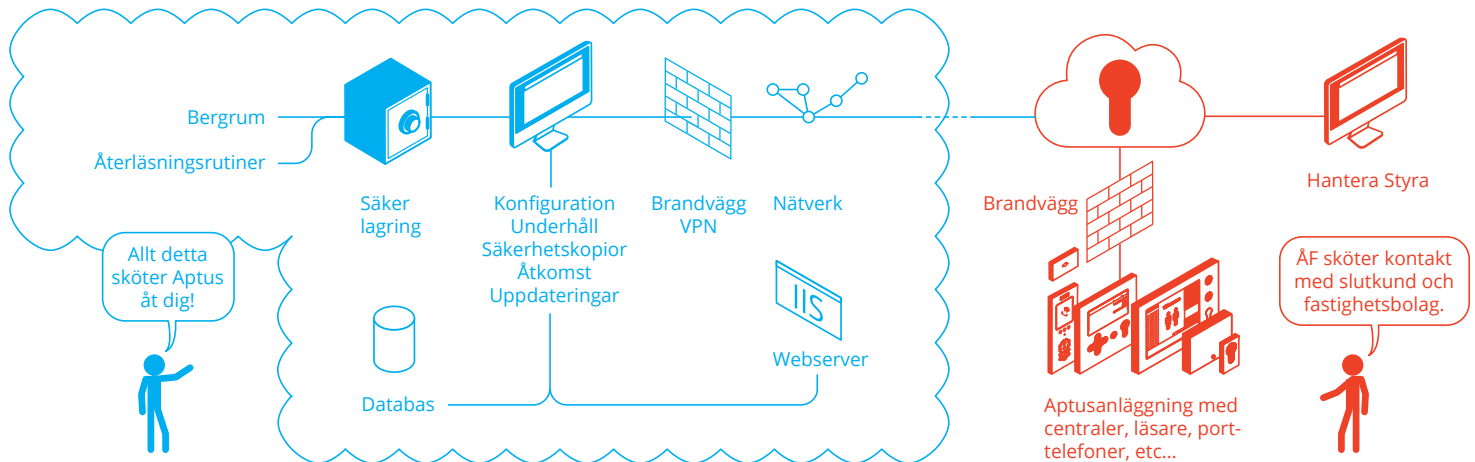 Bergrum
Återläsningsrutiner
Säker
lagring
Konfiguration
Underhåll
Säkerhetskopior
Åtkomst
Uppdateringar
Brandvägg
VPN
Nätverk
Allt detta
sköter Aptus
åt dig!
Databas
IIS
Webserver
Brandvägg
Hantera Styra
ÅF sköter kontakt
med slutkund och
fastighetsbolag.
Aptusanläggning med
centraler, läsare, port-
telefoner, etc...